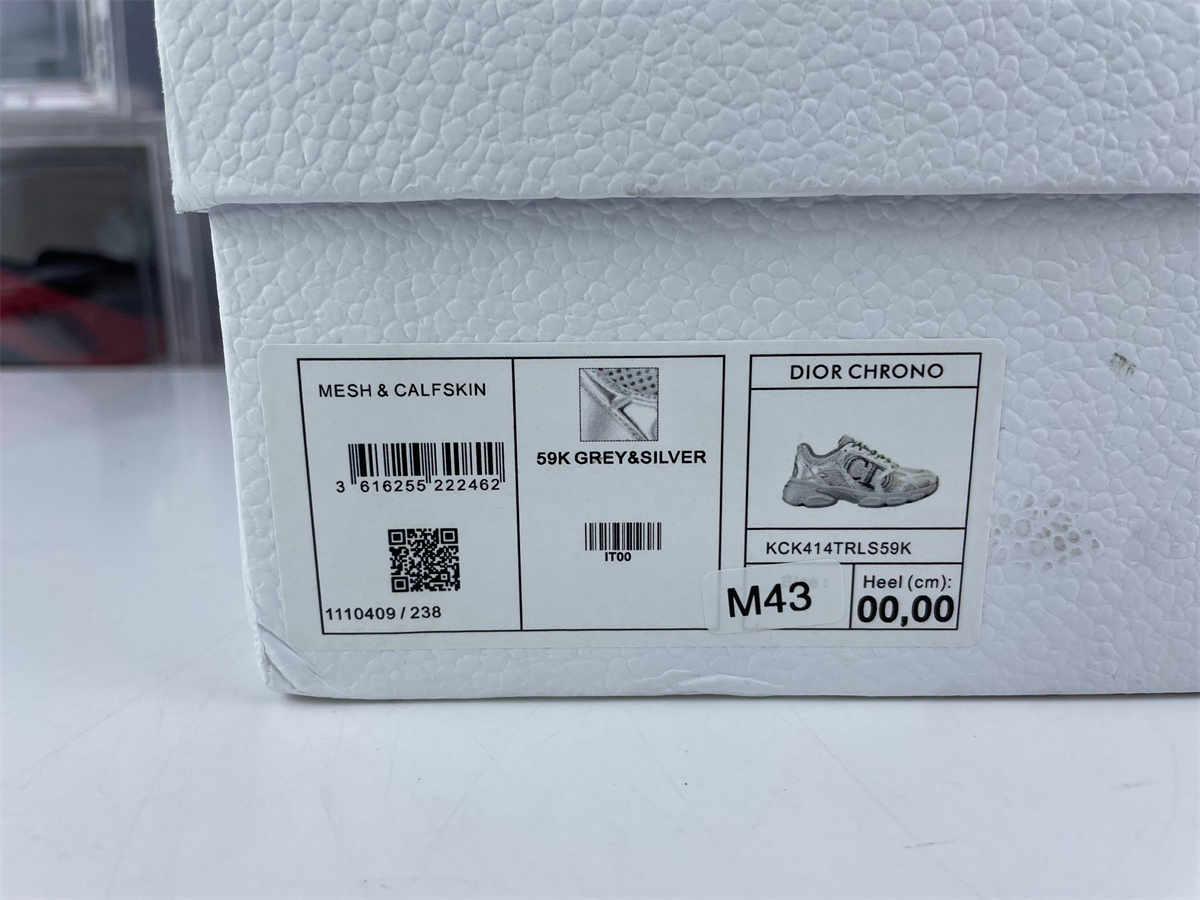 MESH & CALFSKIN
3 616255 222462
1110409 / 238
59K GREY&SILVER
IT00
DIOR CHRONO
CD
KCK414TRLS59K
M43
Heel (cm):
00,00